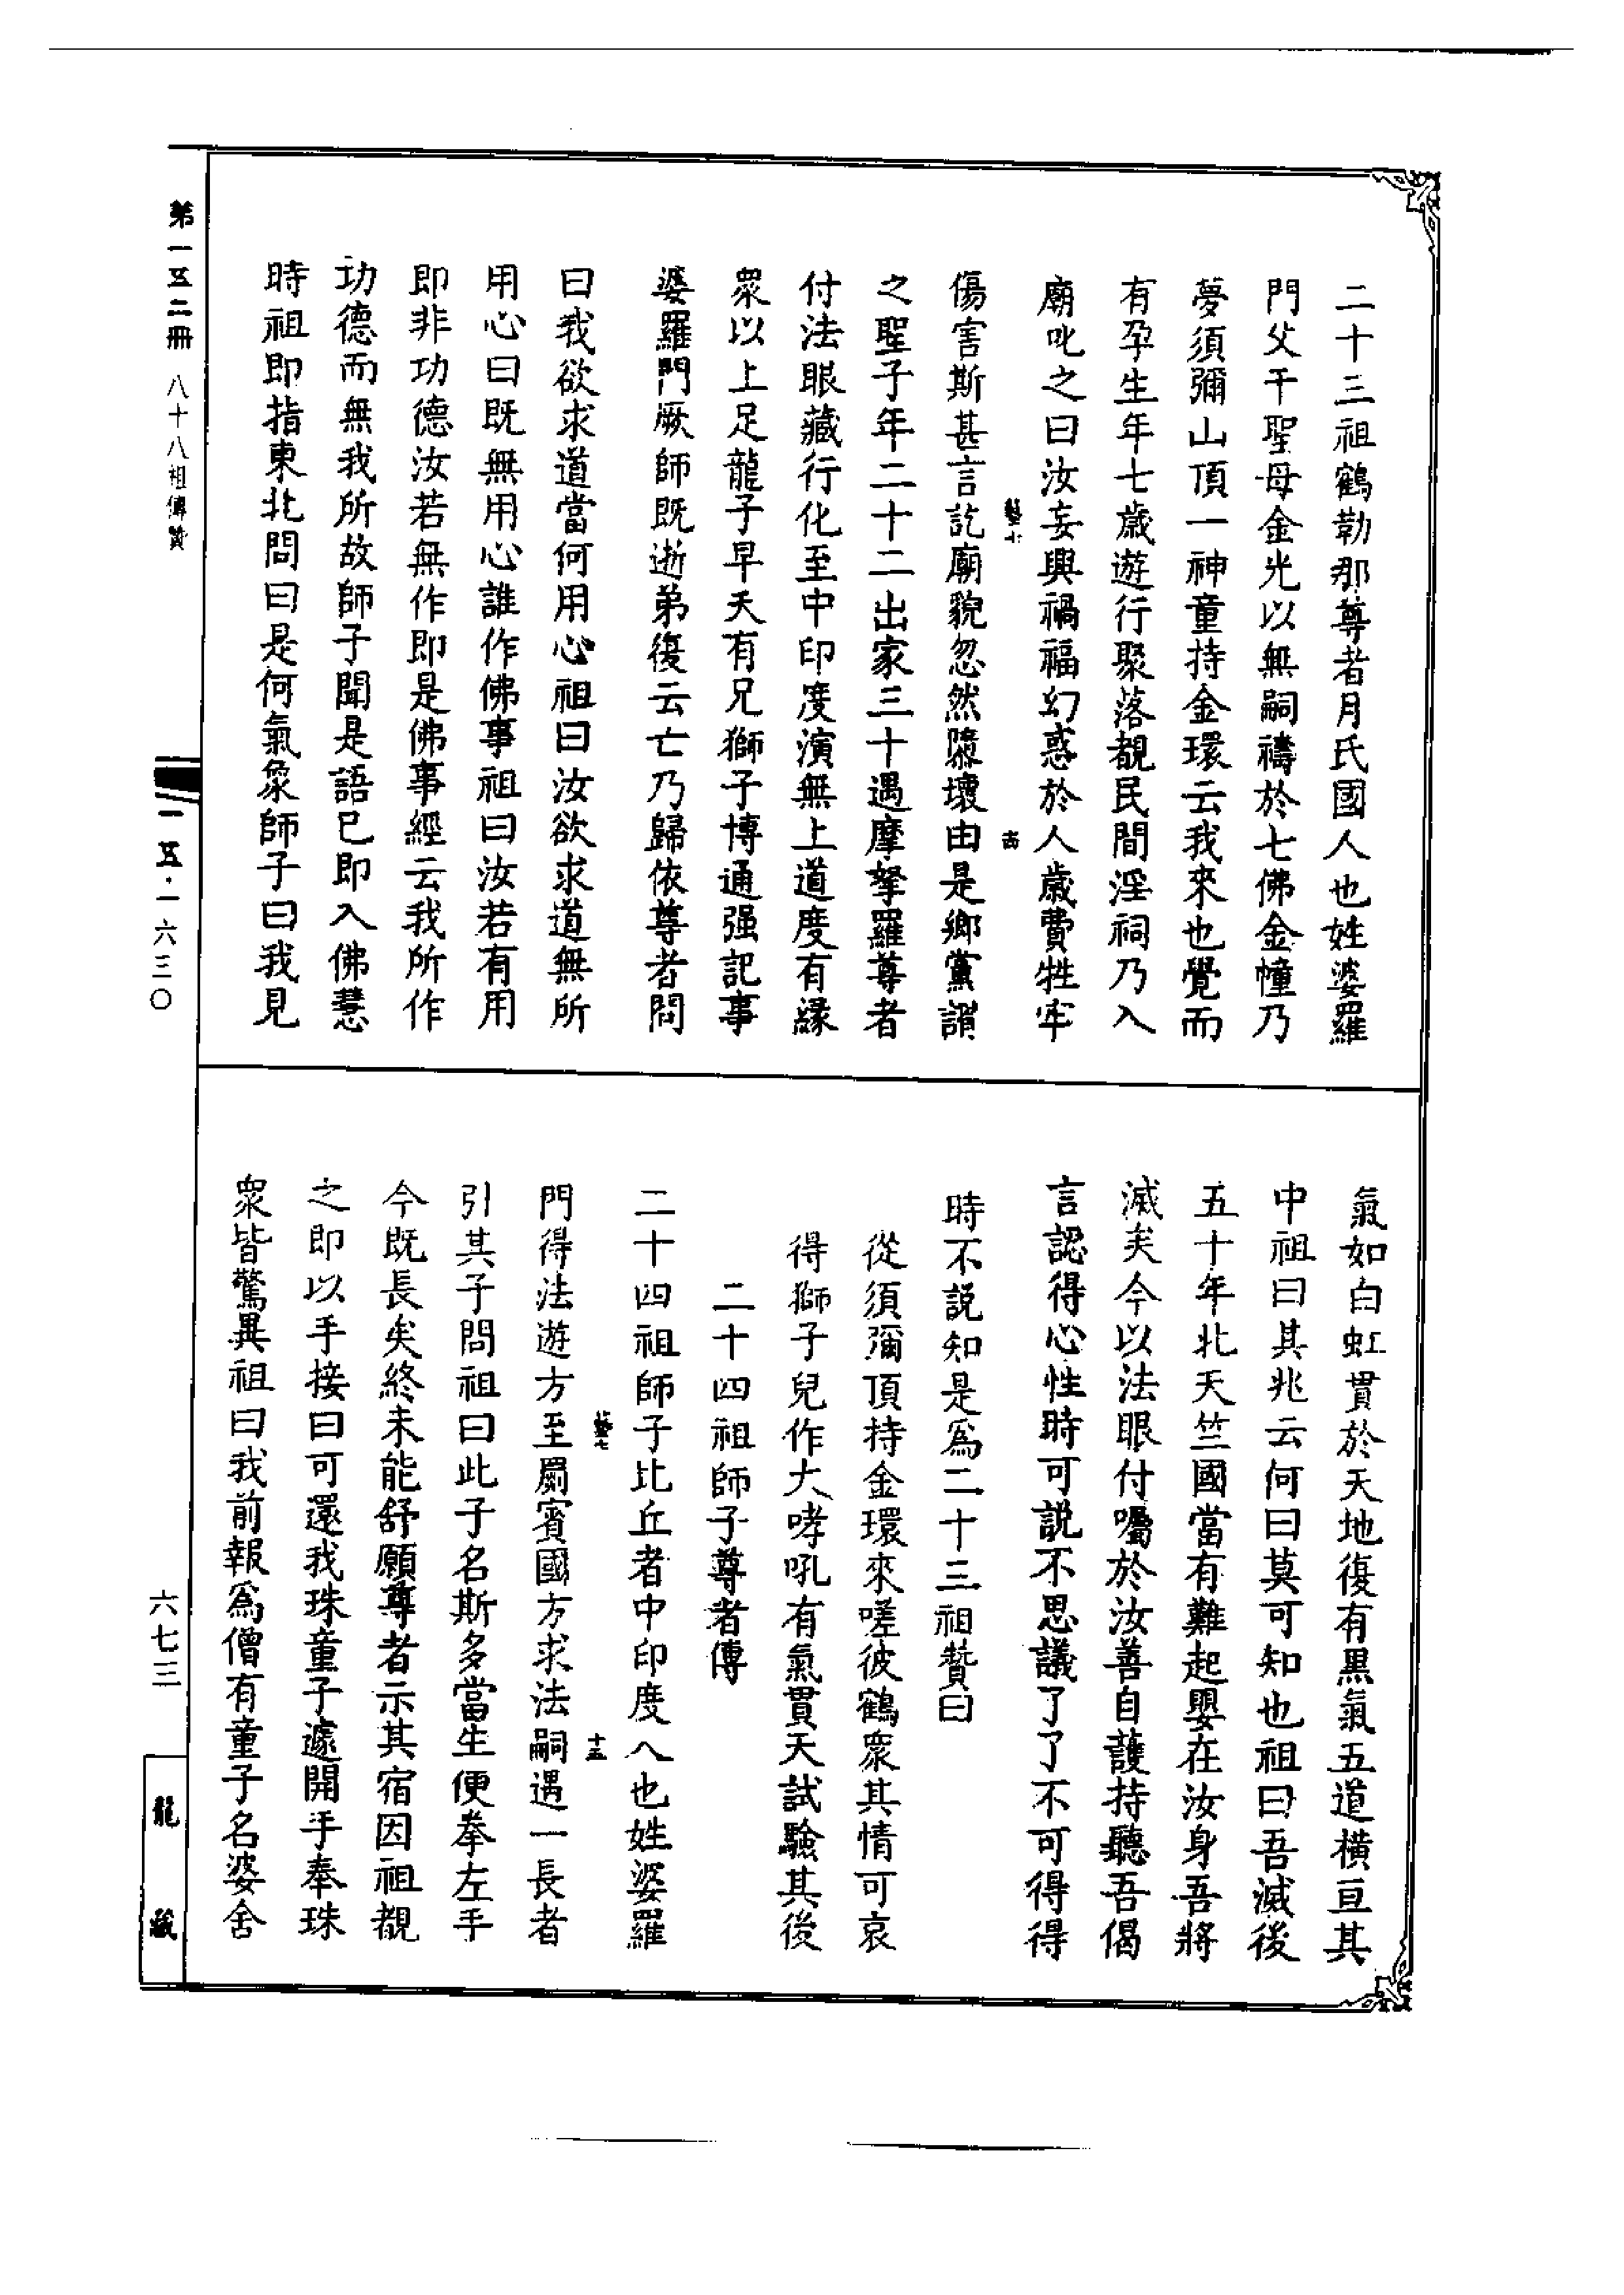 二十三祖鶴勒那尊者月氏國人也姓婆羅
門父千聖母金光以無嗣禱於七佛金幢乃
夢須彌山頂一神童持金環云我來也覺而
有孕生年七歲遊行聚落覩民間淫祠乃入
廟叱之曰汝妄興禍福幻惑於人歲費牲牢
藝七
十四
傷害斯甚言訖廟貌忽然隳壞由是鄉黨謂
之聖子年二十二出家三十遇摩拏羅尊者
付法眼藏行化至中印度演無上道度有緣
眾以上足龍子早夭有兄獅子博通强記事
婆羅門厥師既逝弟復云亡乃歸依尊者問
曰我欲求道當何用心祖曰汝欲求道無所
用心曰既無用心誰作佛事祖曰汝若有用
即非功德汝若無作即是佛事經云我所作
功德而無我所故師子聞是語已即入佛慧
時祖即指東北問曰是何氣象師子曰我見
氣如白虹貫於天地復有黑氣五道橫亘其
中祖曰其兆云何曰莫可知也祖曰吾滅後
五十年北天竺國當有難起嬰在汝身吾將
滅矣今以法眼付囑於汝善自護持聽吾偈
言認得心性時可說不思議了了不可得得
時不說知是為二十三祖贊曰
從須彌頂持金環來嗟彼鶴眾其情可哀
得獅子兒作大哮吼有氣貫天試驗其後
二十四祖師子尊者傳
二十四祖師子比丘者中印度人也姓婆羅
藝七
十五
門得法遊方至罽賓國方求法嗣遇一長者
引其子問祖曰此子名斯多當生便拳左手
今既長矣終未能舒願尊者示其宿因祖覩
之即以手接曰可還我珠童子遽開手奉珠
眾皆驚異祖曰我前報為僧有童子名婆舍
第一五二冊 八十八祖傳贊
一五·一六三〇
六七三
龍藏